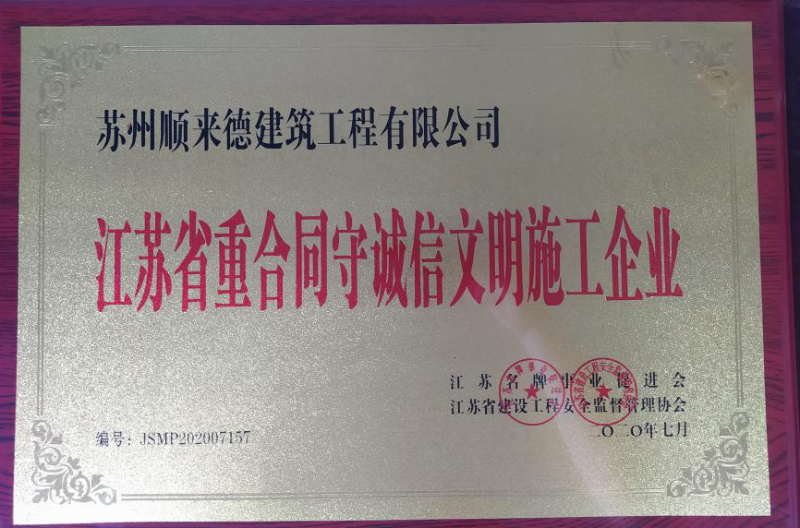 苏州顺来德建筑工程有限公司
江苏省重合同守诚信文明施工企业
江苏名牌事业促进会
江苏省建设工程安全监督管理协会
编号：JSMP202007157
二〇二〇年七月